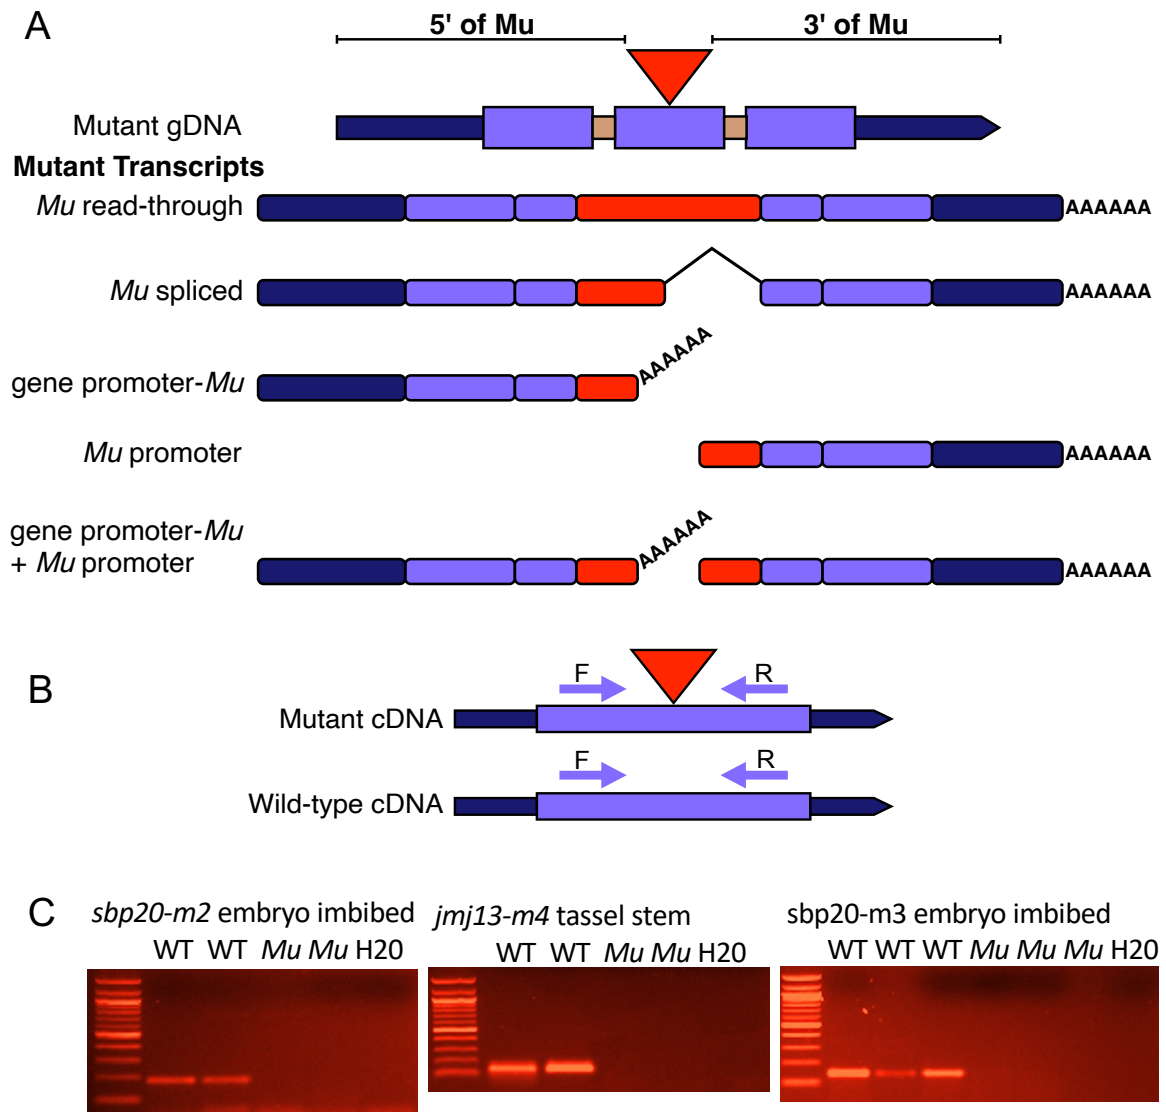 A
5' of Mu
3' of Mu
Mutant gDNA
Mutant Transcripts
Mu read-through
AAAAAA
Mu spliced
AAAAAA
gene promoter-Mu
AAAAAA
Mu promoter
AAAAAA
gene promoter-Mu
+ Mu promoter
AAAAAA
AAAAAA
B
F
R
Mutant cDNA
F
R
Wild-type cDNA
C
sbp20-m2 embryo imbibed
WT WT Mu Mu H20
jmj13-m4 tassel stem
WT WT Mu Mu H20
sbp20-m3 embryo imbibed
WT WT WT Mu Mu Mu H20